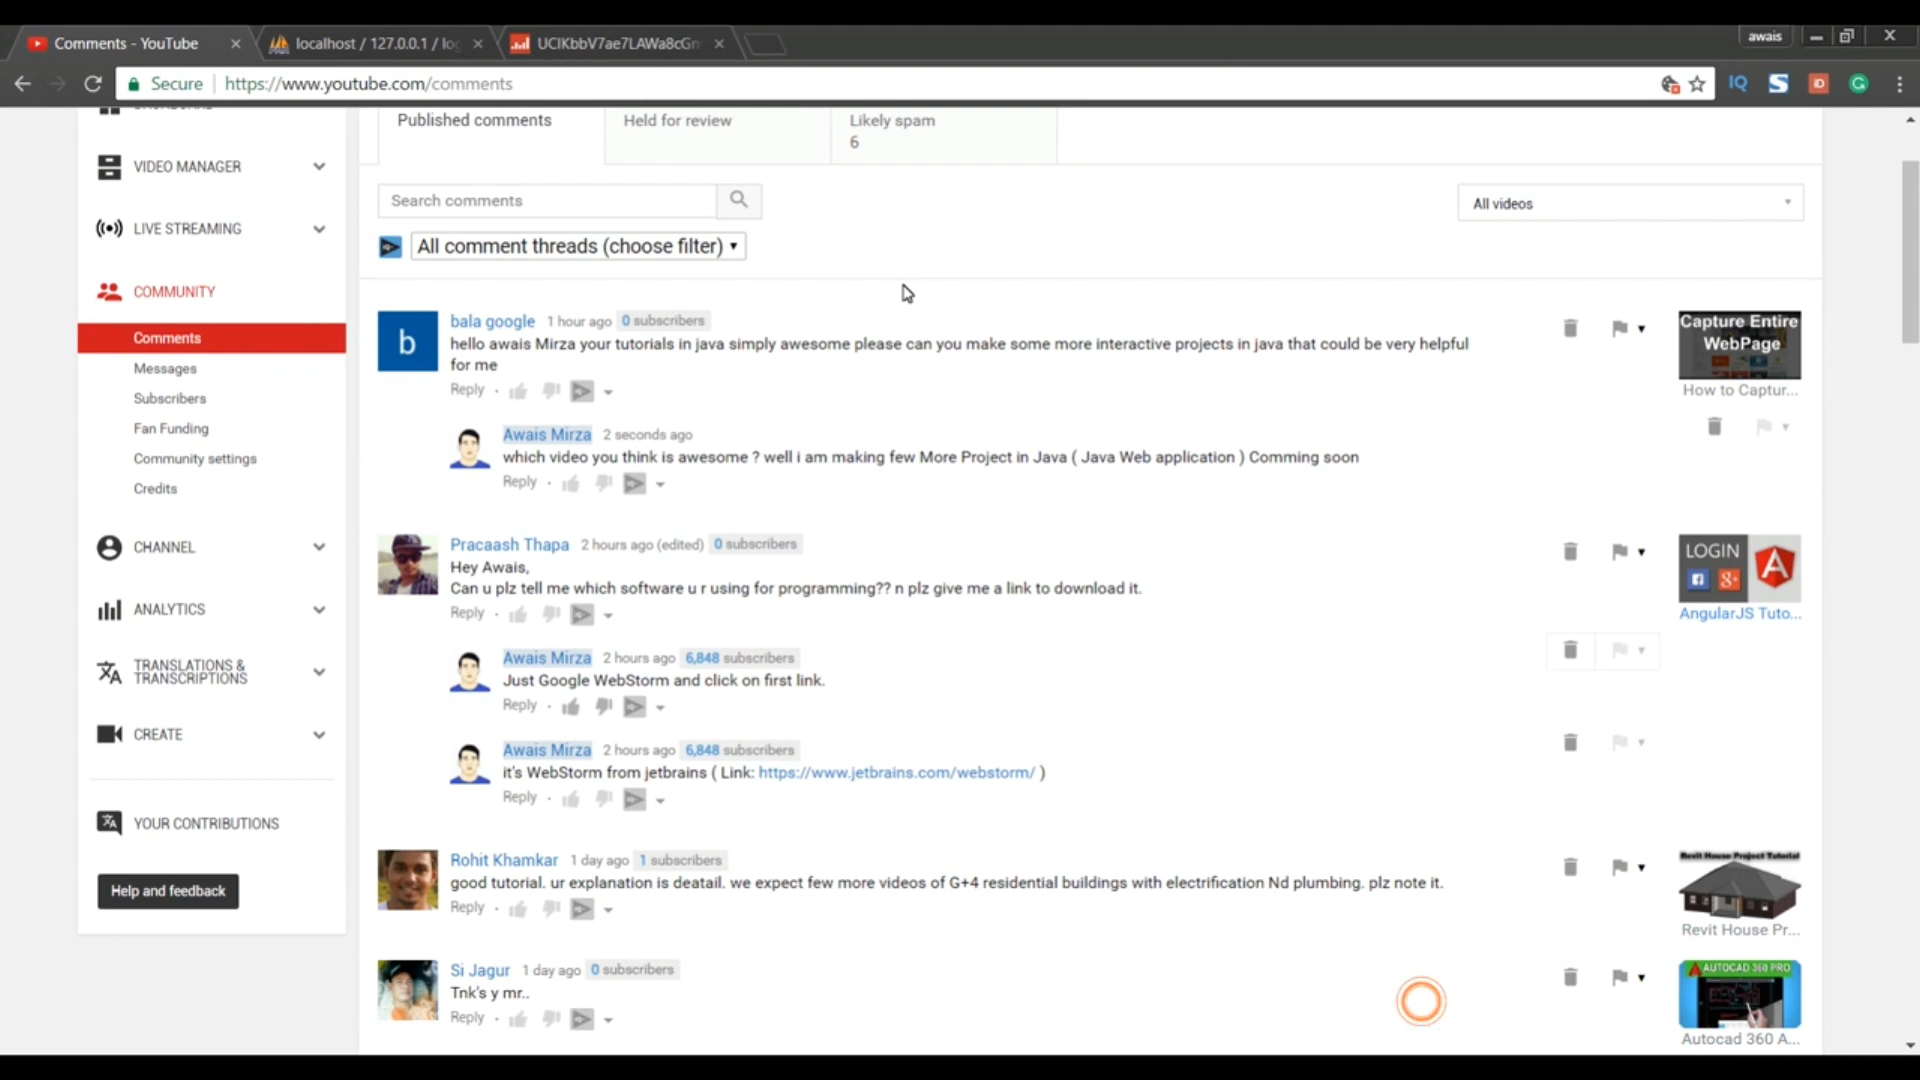 Comments - YouTube
localhost / 127.0.0.1 / log
awais
Secure
https://www.youtube.com/comments
IQ
S
Published comments
Held for review
Likely spam
6
VIDEO MANAGER
Search comments
All videos
LIVE STREAMING
All comment threads (choose filter)
COMMUNITY
Comments
Messages
Subscribers
Fan Funding
Community settings
Credits
CHANNEL
ANALYTICS
TRANSLATIONS &
TRANSCRIPTIONS
CREATE
YOUR CONTRIBUTIONS
Help and feedback
b
bala google 1 hour ago 0 subscribers
hello awais Mirza your tutorials in java simply awesome please can you make some more interactive projects in java that could be very helpful
for me
Reply
Capture Entire
WebPage
How to Captur...
Awais Mirza 2 seconds ago
which video you think is awesome ? well i am making few More Project in Java ( Java Web application ) Comming soon
Reply
Pracaash Thapa 2 hours ago (edited) 0 subscribers
Hey Awais,
Can u plz tell me which software u r using for programming?? n plz give me a link to download it.
Reply
LOGIN
AngularJS Tuto...
Awais Mirza 2 hours ago 6,848 subscribers
Just Google WebStorm and click on first link.
Reply
Awais Mirza 2 hours ago 6,848 subscribers
it's WebStorm from jetbrains ( Link: https://www.jetbrains.com/webstorm/ )
Reply
Rohit Khamkar 1 day ago 1 subscribers
good tutorial. ur explanation is deatail. we expect few more videos of G+4 residential buildings with electrification Nd plumbing. plz note it.
Reply
Revit House Project Tutorial
Revit House Pr...
Si Jagur 1 day ago 0 subscribers
Tnk's y mr..
Reply
AUTOCAD 360 PRO
Autocad 360 A...